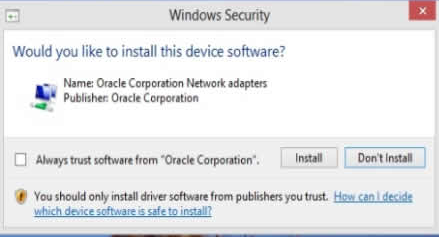 Windows Security
Would you like to install this device software?
Name: Oracle Corporation Network adapters
Publisher: Oracle Corporation
Always trust software from "Oracle Corporation".
Install
Don't Install
You should only install driver software from publishers you trust. How can I decide
which device software is safe to install?